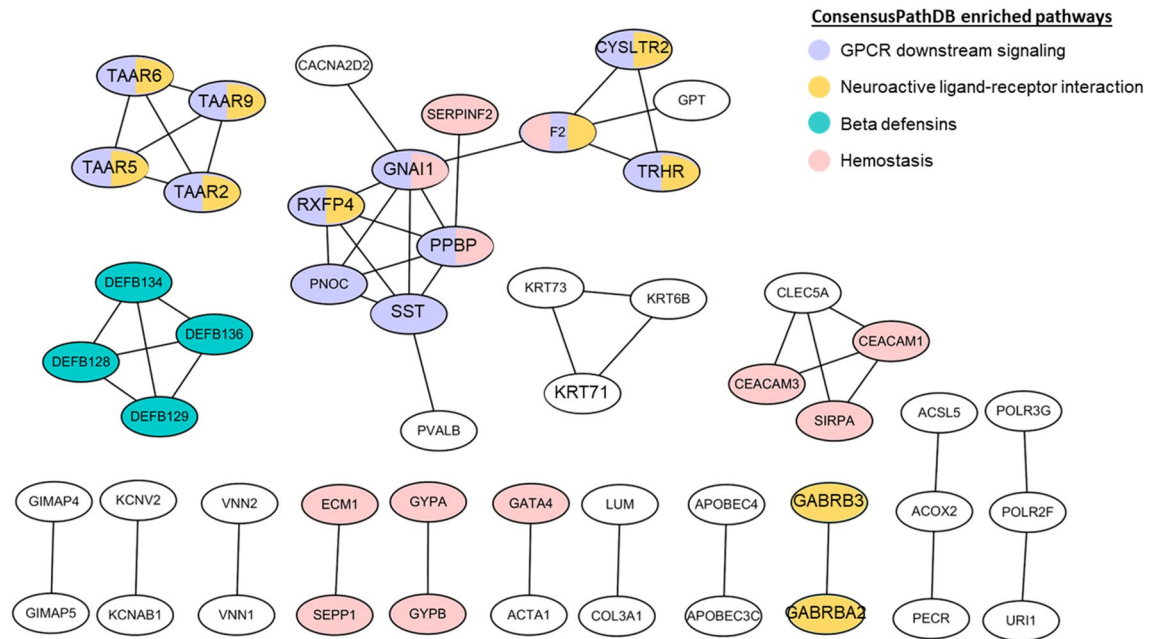 ConsensusPathDB enriched pathways
GPCR downstream signaling
Neuroactive ligand-receptor interaction
Beta defensins
Hemostasis
TAAR6
TAAR9
TAAR5
TAAR2
CACNA2D2
SERPINF2
GNAI1
RXFP4
PPBP
PNOC
SST
PVALB
CYSLTR2
GPT
F2
TRHR
DEFB134
DEFB136
DEFB128
DEFB129
KRT73
KRT6B
KRT71
CLEC5A
CEACAM1
CEACAM3
SIRPA
ACSL5
POLR3G
GIMAP4
KCNV2
VNN2
ECM1
GYPA
GATA4
LUM
APOBEC4
GABRB3
ACOX2
POLR2F
GIMAP5
KCNAB1
VNN1
SEPP1
GYPB
ACTA1
COL3A1
APOBEC3C
GABRBA2
PECR
URI1